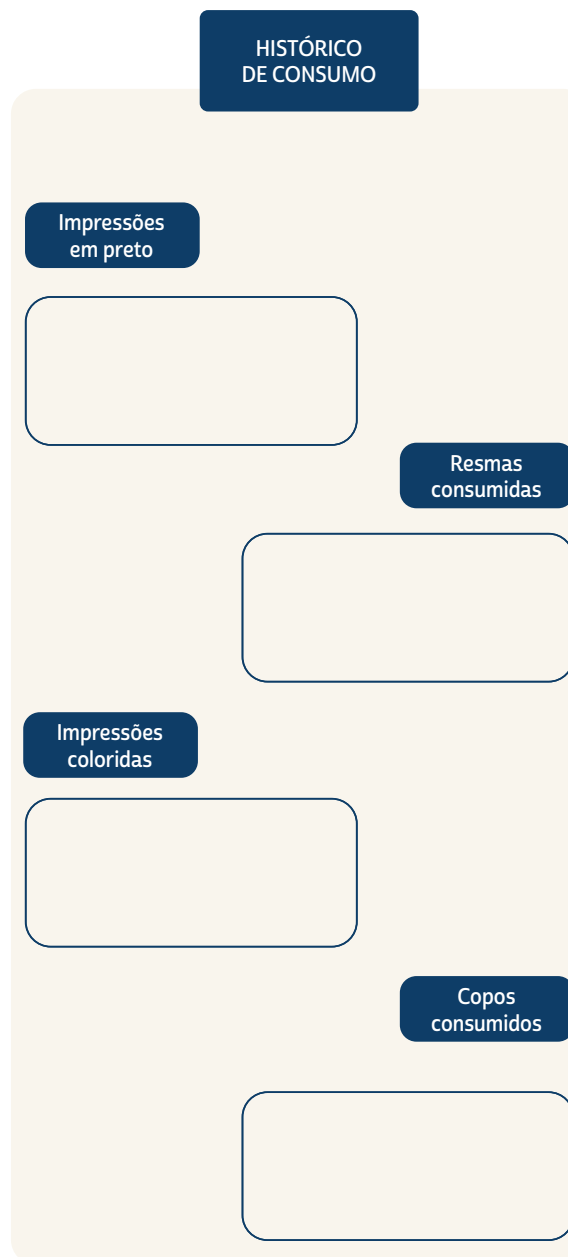 HISTÓRICO
DE CONSUMO
Impressões
em preto
Resmas
consumidas
Impressões
coloridas
Copos
consumidos